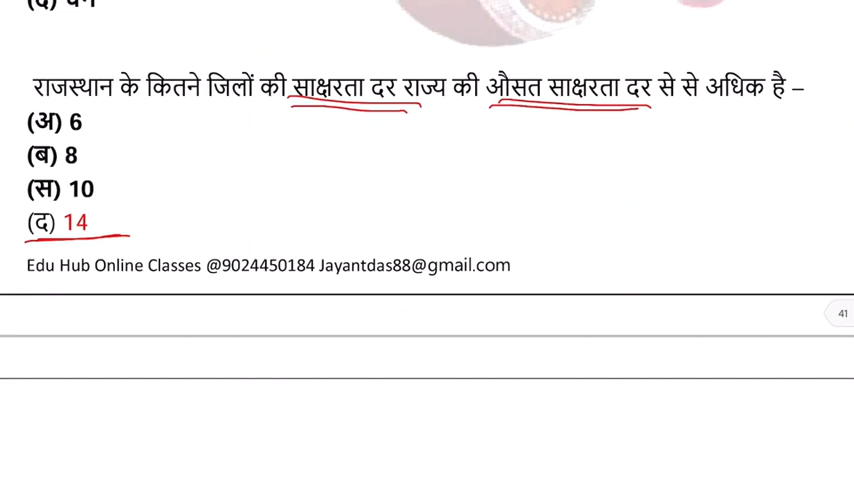 राजस्थान के कितने जिलों की साक्षरता दर राज्य की औसत साक्षरता दर से से अधिक है –
(अ) 6
(ब) 8
(स) 10
(द) 14
Edu Hub Online Classes @9024450184 Jayantdas88@gmail.com
41